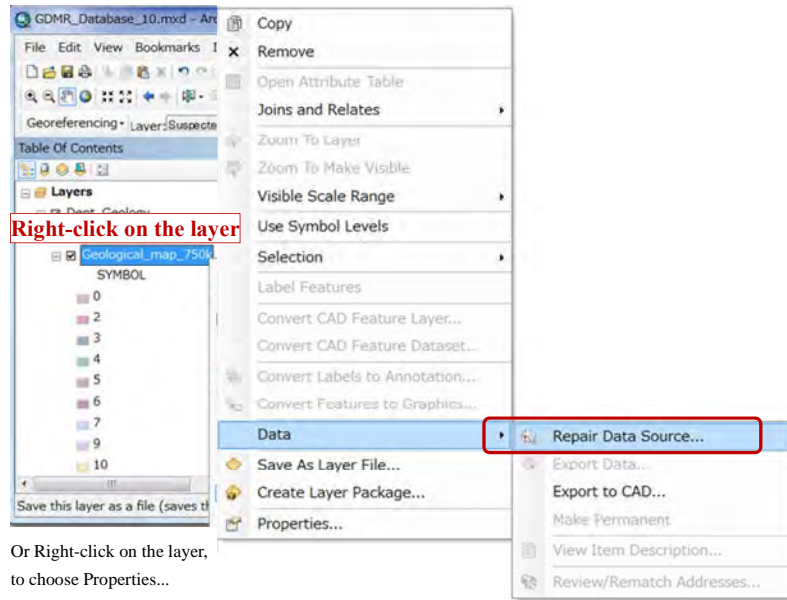 GDMR_Database_10.mxd - Arc
File Edit View Bookmarks I
Georeferencing Layer: Suspecte
Table Of Contents
Layers
Dept_Geology
Right-click on the layer
Geological_map_750k
SYMBOL
0
2
3
4
5
6
7
9
10
Save this layer as a file (saves th
Or Right-click on the layer,
to choose Properties...
Copy
Remove
Open Attribute Table
Joins and Relates
Zoom To Layer
Zoom To Make Visible
Visible Scale Range
Use Symbol Levels
Selection
Label Features
Convert CAD Feature Layer...
Convert CAD Feature Dataset...
Convert Labels to Annotation...
Convert Features to Graphics...
Data
Save As Layer File...
Create Layer Package...
Properties...
Repair Data Source...
Export Data...
Export to CAD...
Make Permanent
View Item Description...
Review/Rematch Addresses...